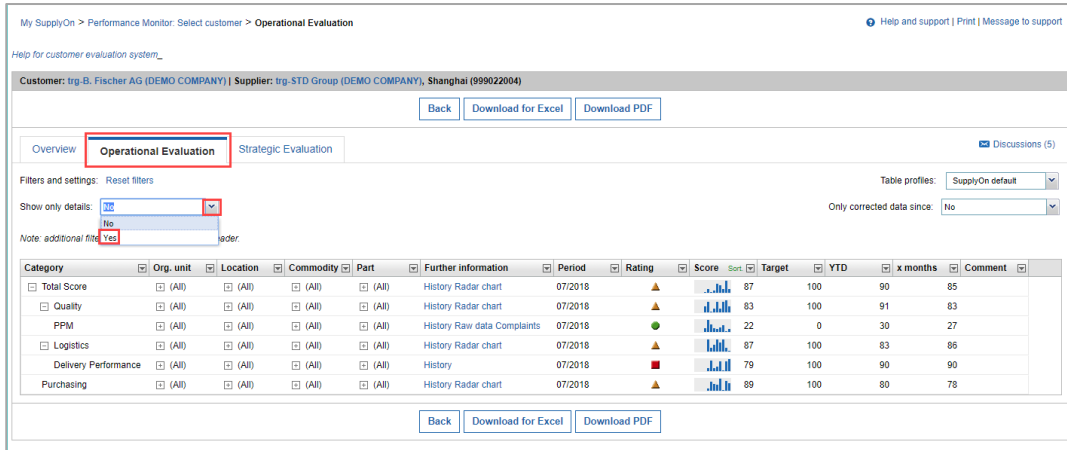 My SupplyOn > Performance Monitor: Select customer > Operational Evaluation Help and support | Print | Message to support
Help for customer evaluation system_
Customer: trg-B. Fischer AG (DEMO COMPANY) | Supplier: trg-STD Group (DEMO COMPANY), Shanghai (999022004)
Back Download for Excel Download PDF
Overview Operational Evaluation Strategic Evaluation Discussions (5)
Filters and settings: Reset filters Table profiles: SupplyOn default
Show only details: No Only corrected data since: No
No
Note: additional filte Yes eader.
Category Org. unit Location Commodity Part Further information Period Rating Score Sort. Target YTD x months Comment
Total Score (All) (All) (All) (All) History Radar chart 07/2018 87 100 90 85
Quality (All) (All) (All) (All) History Radar chart 07/2018 83 100 91 83
PPM (All) (All) (All) (All) History Raw data Complaints 07/2018 22 0 30 27
Logistics (All) (All) (All) (All) History Radar chart 07/2018 87 100 83 86
Delivery Performance (All) (All) (All) (All) History 07/2018 79 100 90 90
Purchasing (All) (All) (All) (All) History Radar chart 07/2018 89 100 80 78
Back Download for Excel Download PDF